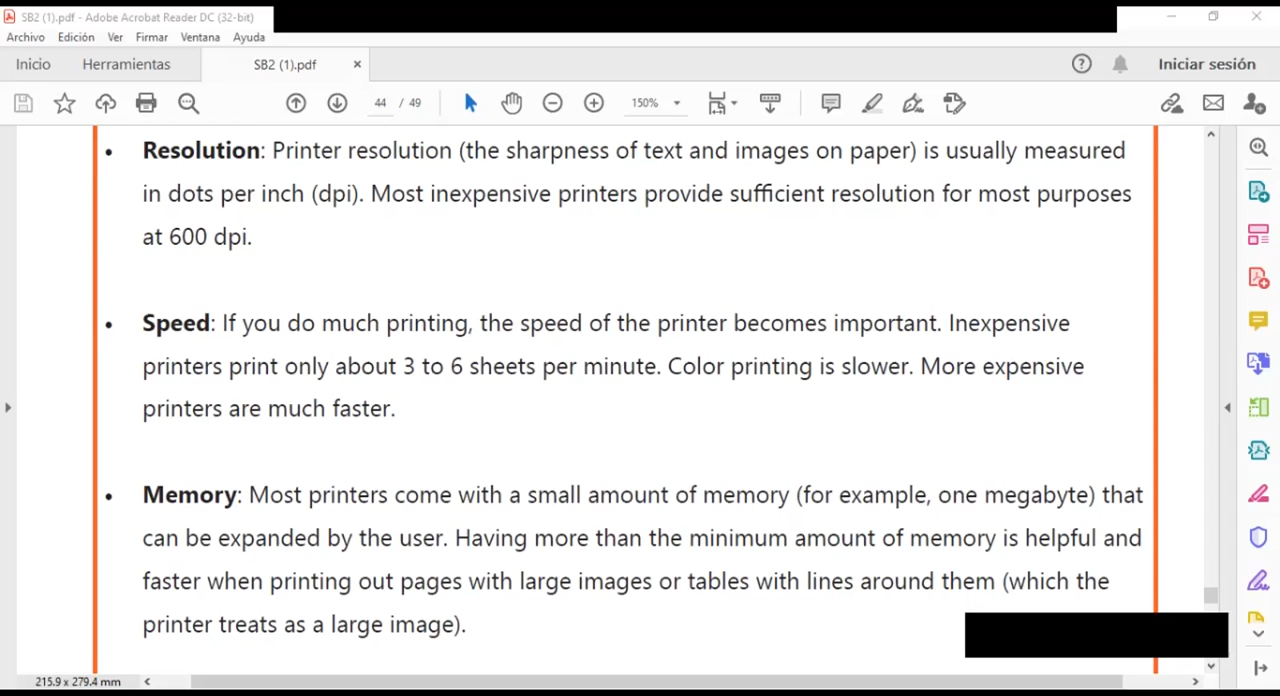 SB2 (1).pdf - Adobe Acrobat Reader DC (32-bit)
Archivo Edición Ver Firmar Ventana Ayuda
Inicio Herramientas SB2 (1).pdf × Iniciar sesión
44 / 49 150%
• Resolution: Printer resolution (the sharpness of text and images on paper) is usually measured
in dots per inch (dpi). Most inexpensive printers provide sufficient resolution for most purposes
at 600 dpi.
• Speed: If you do much printing, the speed of the printer becomes important. Inexpensive
printers print only about 3 to 6 sheets per minute. Color printing is slower. More expensive
printers are much faster.
• Memory: Most printers come with a small amount of memory (for example, one megabyte) that
can be expanded by the user. Having more than the minimum amount of memory is helpful and
faster when printing out pages with large images or tables with lines around them (which the
printer treats as a large image).
215.9 x 279.4 mm